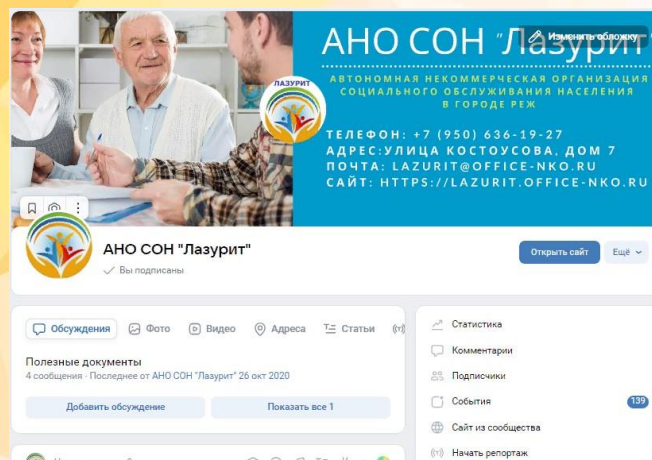 АНО СОН "Лазурит"
Изменить обложку
АВТОНОМНАЯ НЕКОММЕРЧЕСКАЯ ОРГАНИЗАЦИЯ
СОЦИАЛЬНОГО ОБСЛУЖИВАНИЯ НАСЕЛЕНИЯ
В ГОРОДЕ РЕЖ
ЛАЗУРИТ
ТЕЛЕФОН: +7 (950) 636-19-27
АДРЕС:УЛИЦА КОСТОУСОВА, ДОМ 7
ПОЧТА: LAZURIT@OFFICE-NKO.RU
САЙТ: HTTPS://LAZURIT.OFFICE-NKO.RU
АНО СОН "Лазурит"
Вы подписаны
Открыть сайт
Ещё
Обсуждения Фото Видео Адреса Статьи
Полезные документы
4 сообщения · Последнее от АНО СОН "Лазурит" 26 окт 2020
Добавить обсуждение
Показать все 1
Статистика
Комментарии
Подписчики
События 139
Сайт из сообщества
Начать репортаж